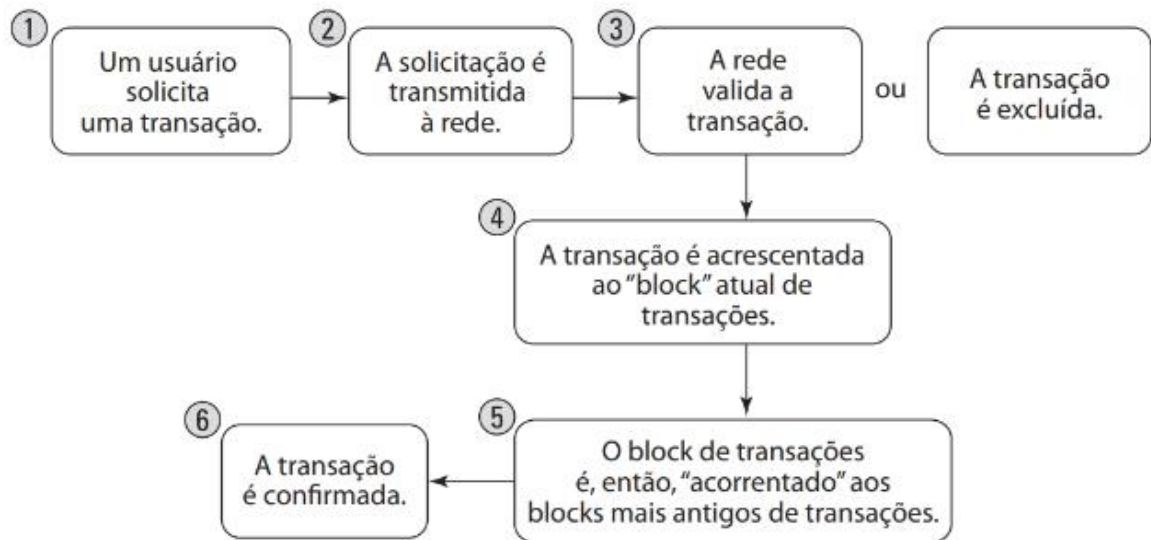 1
Um usuário
solicita
uma transação.
2
A solicitação é
transmitida
à rede.
3
A rede
valida a
transação.
ou
A transação
é excluída.
4
A transação é acrescentada
ao “block” atual de
transações.
5
O block de transações
é, então, “acorrentado” aos
blocks mais antigos de transações.
6
A transação
é confirmada.